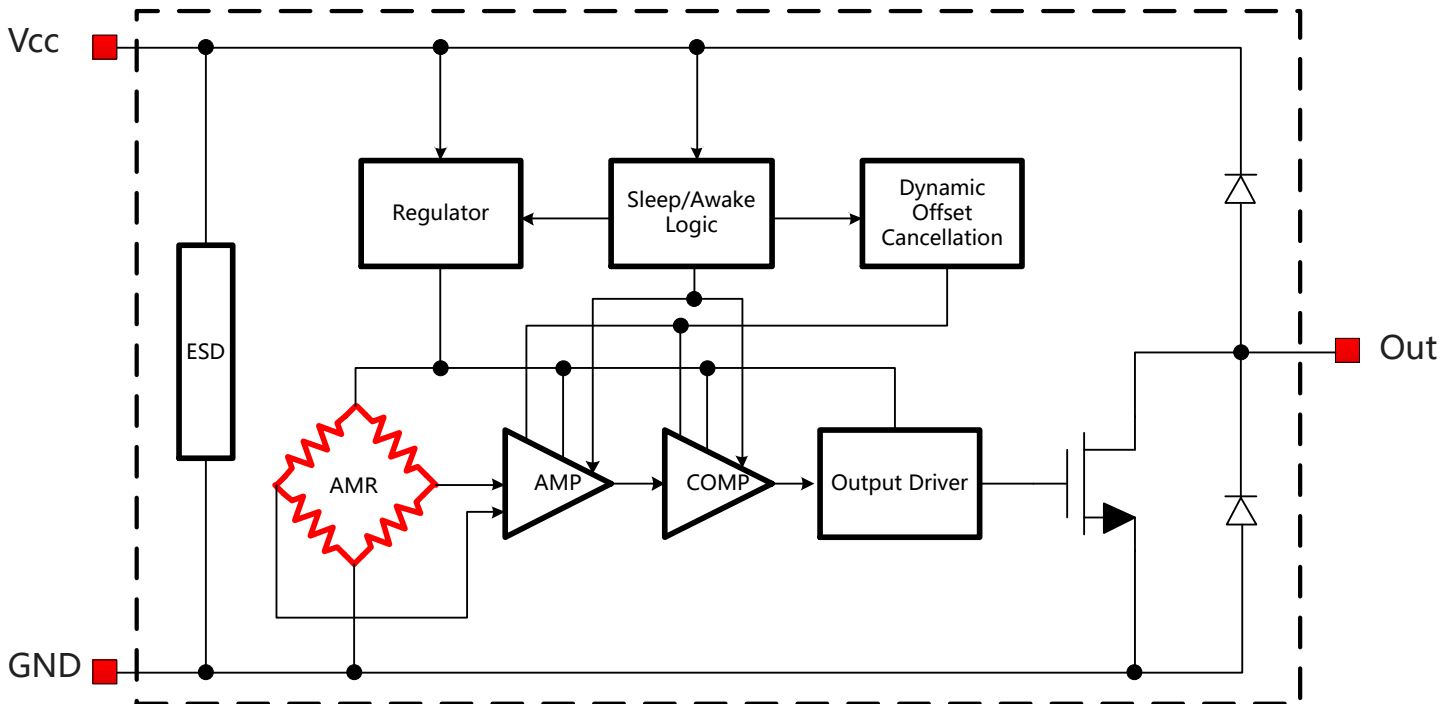 Vcc
Regulator
Sleep/Awake
Logic
Dynamic
Offset
Cancellation
ESD
Out
AMR
AMP
COMP
Output Driver
GND